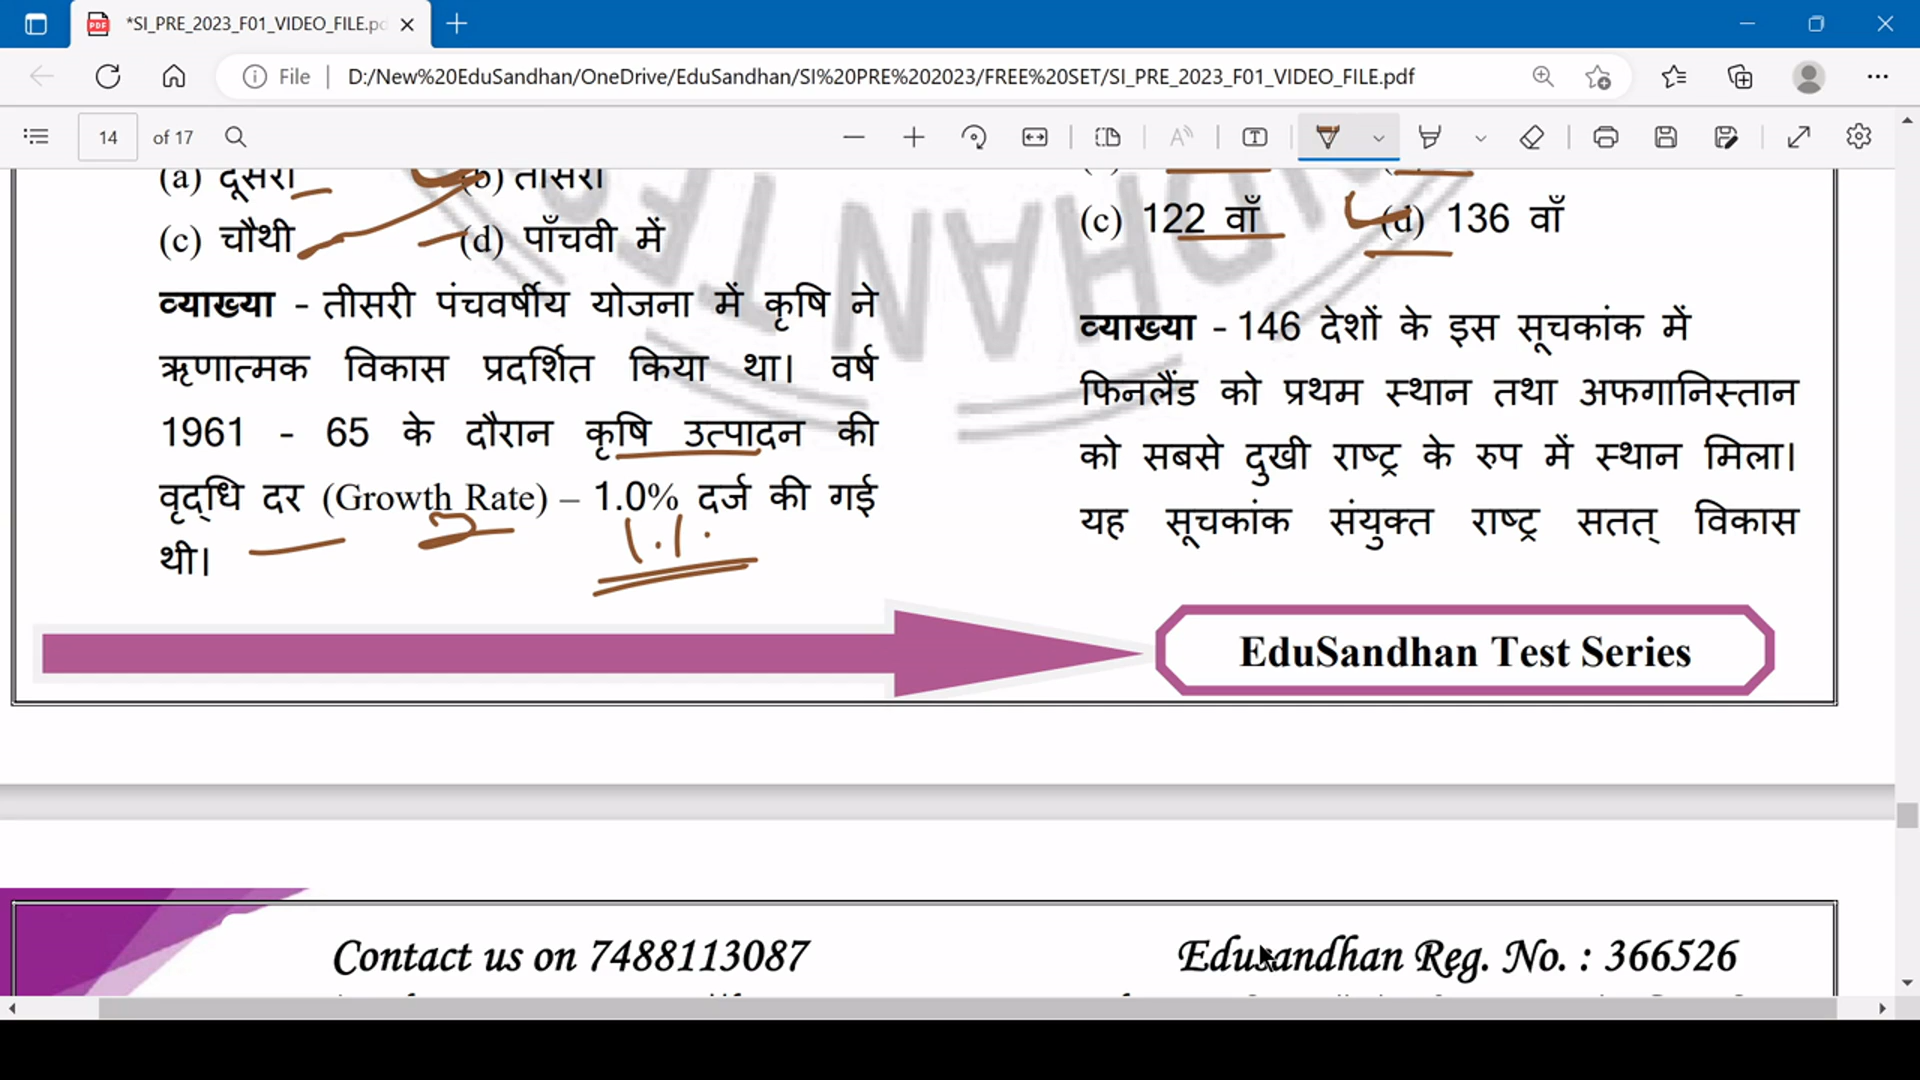 *SI_PRE_2023_F01_VIDEO_FILE.pd
File D:/New%20EduSandhan/OneDrive/EduSandhan/SI%20PRE%202023/FREE%20SET/SI_PRE_2023_F01_VIDEO_FILE.pdf
14 of 17
(a) दूसरी (b) तीसरी
(c) चौथी (d) पाँचवी में
व्याख्या - तीसरी पंचवर्षीय योजना में कृषि ने
ऋणात्मक विकास प्रदर्शित किया था। वर्ष
1961 - 65 के दौरान कृषि उत्पादन की
वृद्धि दर (Growth Rate) – 1.0% दर्ज की गई
थी।
(c) 122 वाँ (d) 136 वाँ
व्याख्या - 146 देशों के इस सूचकांक में
फिनलैंड को प्रथम स्थान तथा अफगानिस्तान
को सबसे दुखी राष्ट्र के रुप में स्थान मिला।
यह सूचकांक संयुक्त राष्ट्र सतत् विकास
EduSandhan Test Series
Contact us on 7488113087
Edusandhan Reg. No. : 366526